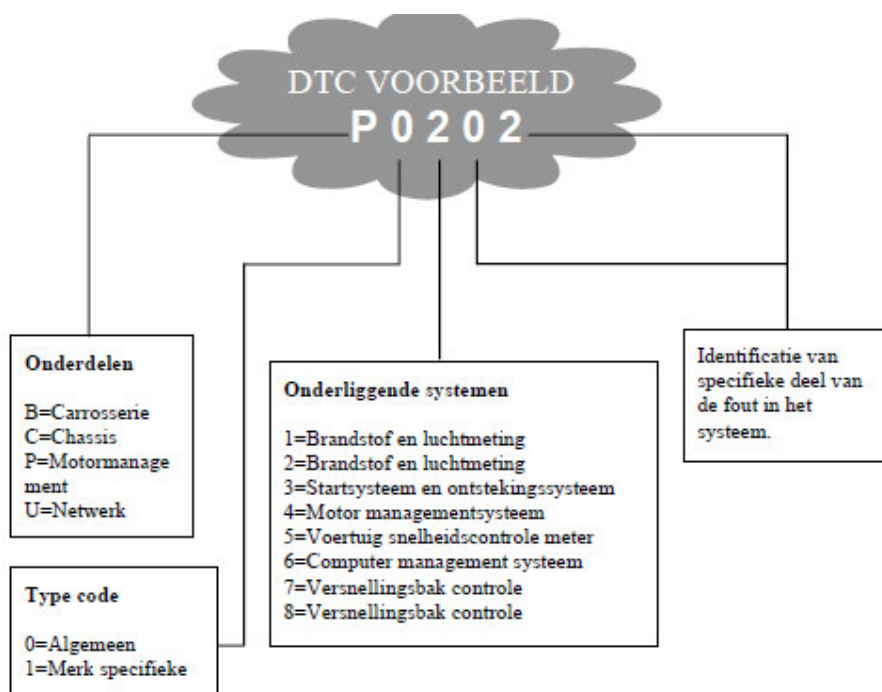 DTC VOORBEELD
P 0 2 0 2
Onderdelen
B=Carrosserie
C=Chassis
P=Motormanage
ment
U=Netwerk
Type code
0=Algemeen
1=Merk specifieke
Onderliggende systemen
1=Brandstof en luchtmeting
2=Brandstof en luchtmeting
3=Startsysteem en ontstekingssysteem
4=Motor managementsysteem
5=Voertuig snelheidscontrole meter
6=Computer management systeem
7=Versnellingsbak controle
8=Versnellingsbak controle
Identificatie van
specifieke deel van
de fout in het
systeem.